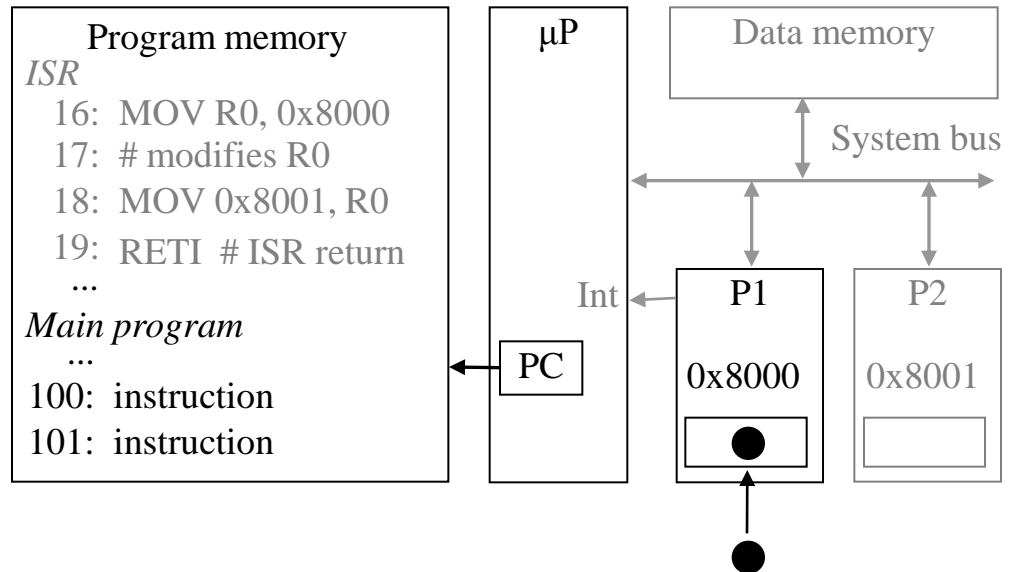 Program memory
ISR
16: MOV R0, 0x8000
17: # modifies R0
18: MOV 0x8001, R0
19: RETI # ISR return
...
Main program
...
100: instruction
101: instruction
μP
Int
PC
Data memory
System bus
P1
0x8000
P2
0x8001